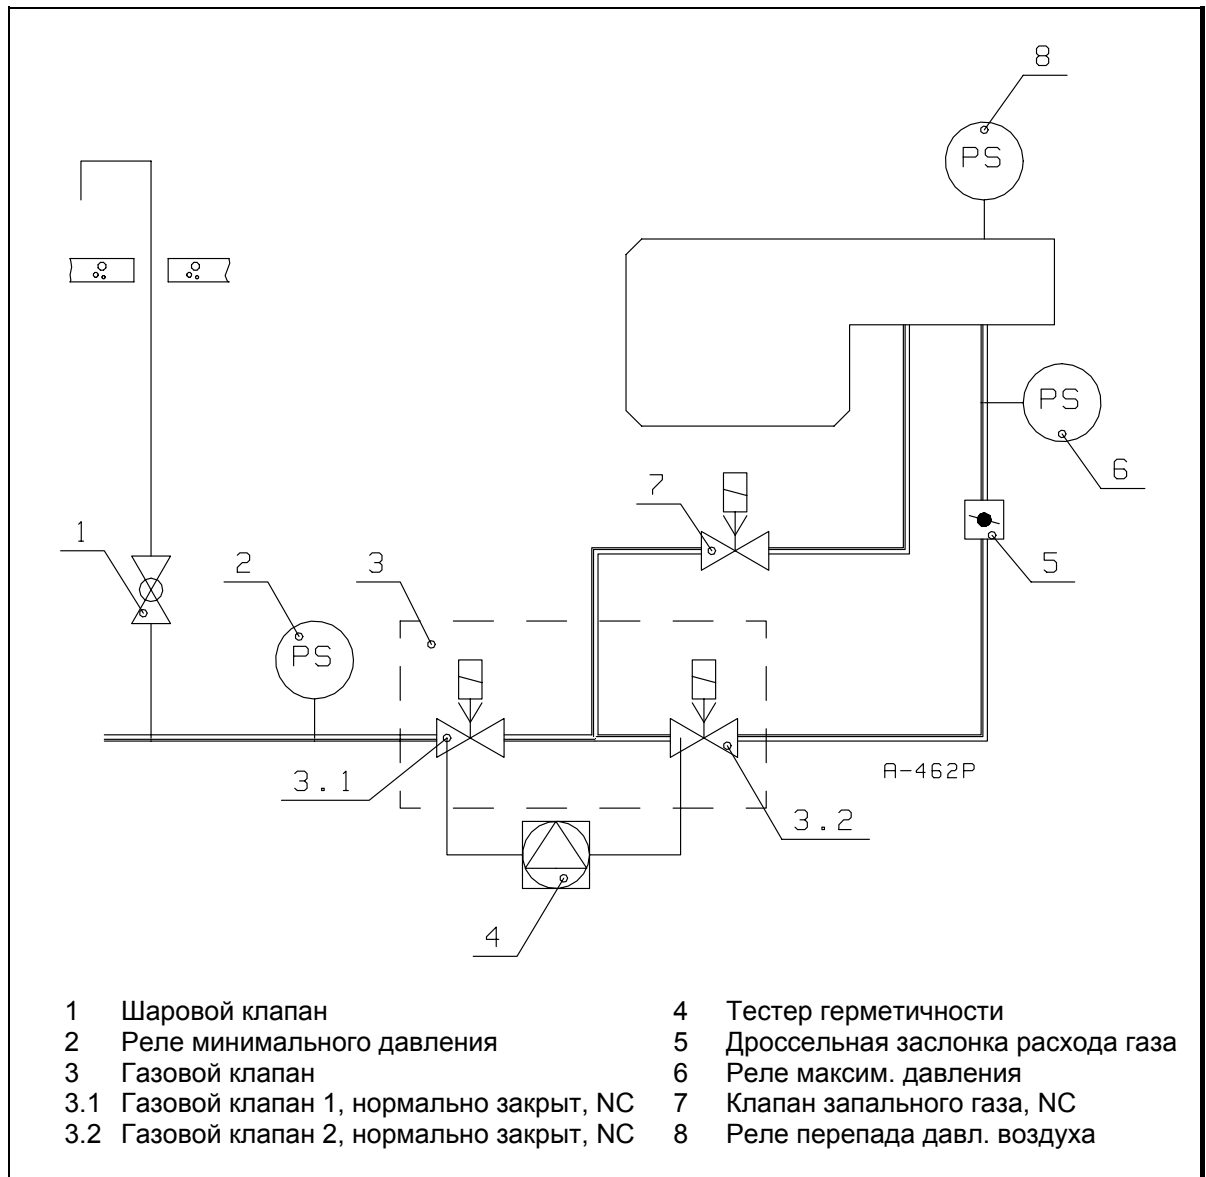 8
PS
PS
6
7
1
2
3
5
PS
A-462P
3.1
3.2
4
1 Шаровой клапан
2 Реле минимального давления
3 Газовой клапан
3.1 Газовой клапан 1, нормально закрыт, NC
3.2 Газовой клапан 2, нормально закрыт, NC
4 Тестер герметичности
5 Дроссельная заслонка расхода газа
6 Реле максим. давления
7 Клапан запального газа, NC
8 Реле перепада давл. воздуха